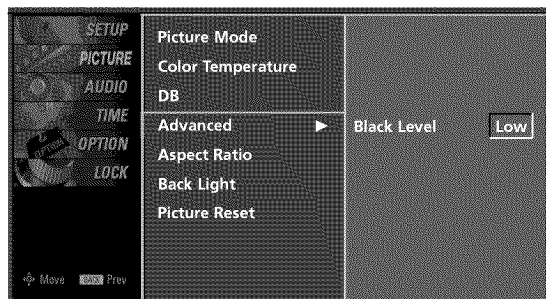 SETUP
PICTURE
AUDIO
TIME
OPTION
LOCK
Move BACK Prev
Picture Mode
Color Temperature
DB
Advanced ▶
Aspect Ratio
Back Light
Picture Reset
Black Level Low